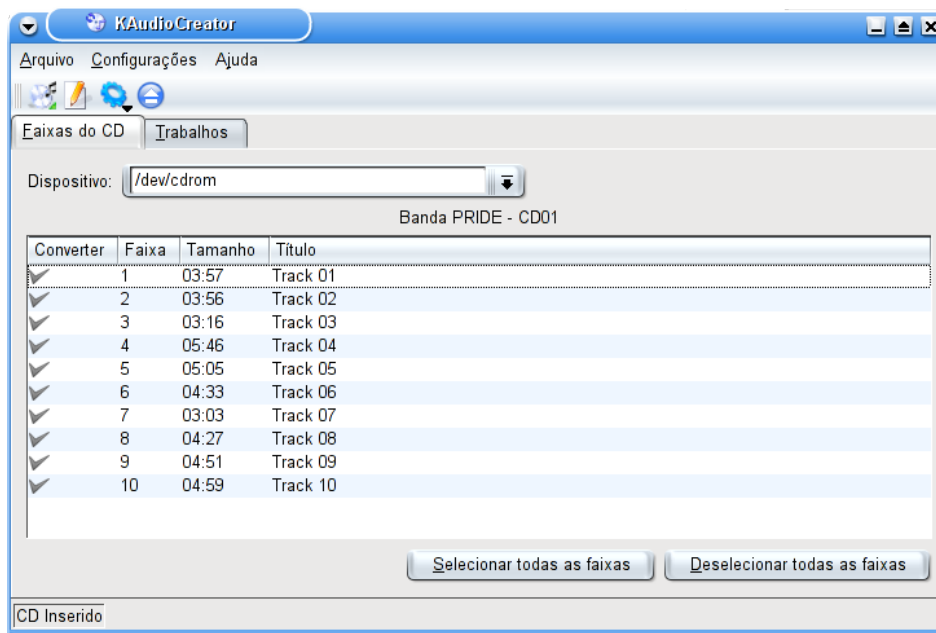 KAudioCreator
Arquivo Configurações Ajuda
Faixas do CD Trabalhos
Dispositivo: /dev/cdrom
Banda PRIDE - CD01
Converter Faixa Tamanho Título
1 03:57 Track 01
2 03:56 Track 02
3 03:16 Track 03
4 05:46 Track 04
5 05:05 Track 05
6 04:33 Track 06
7 03:03 Track 07
8 04:27 Track 08
9 04:51 Track 09
10 04:59 Track 10
Selecionar todas as faixas Deselecionar todas as faixas
CD Inserido